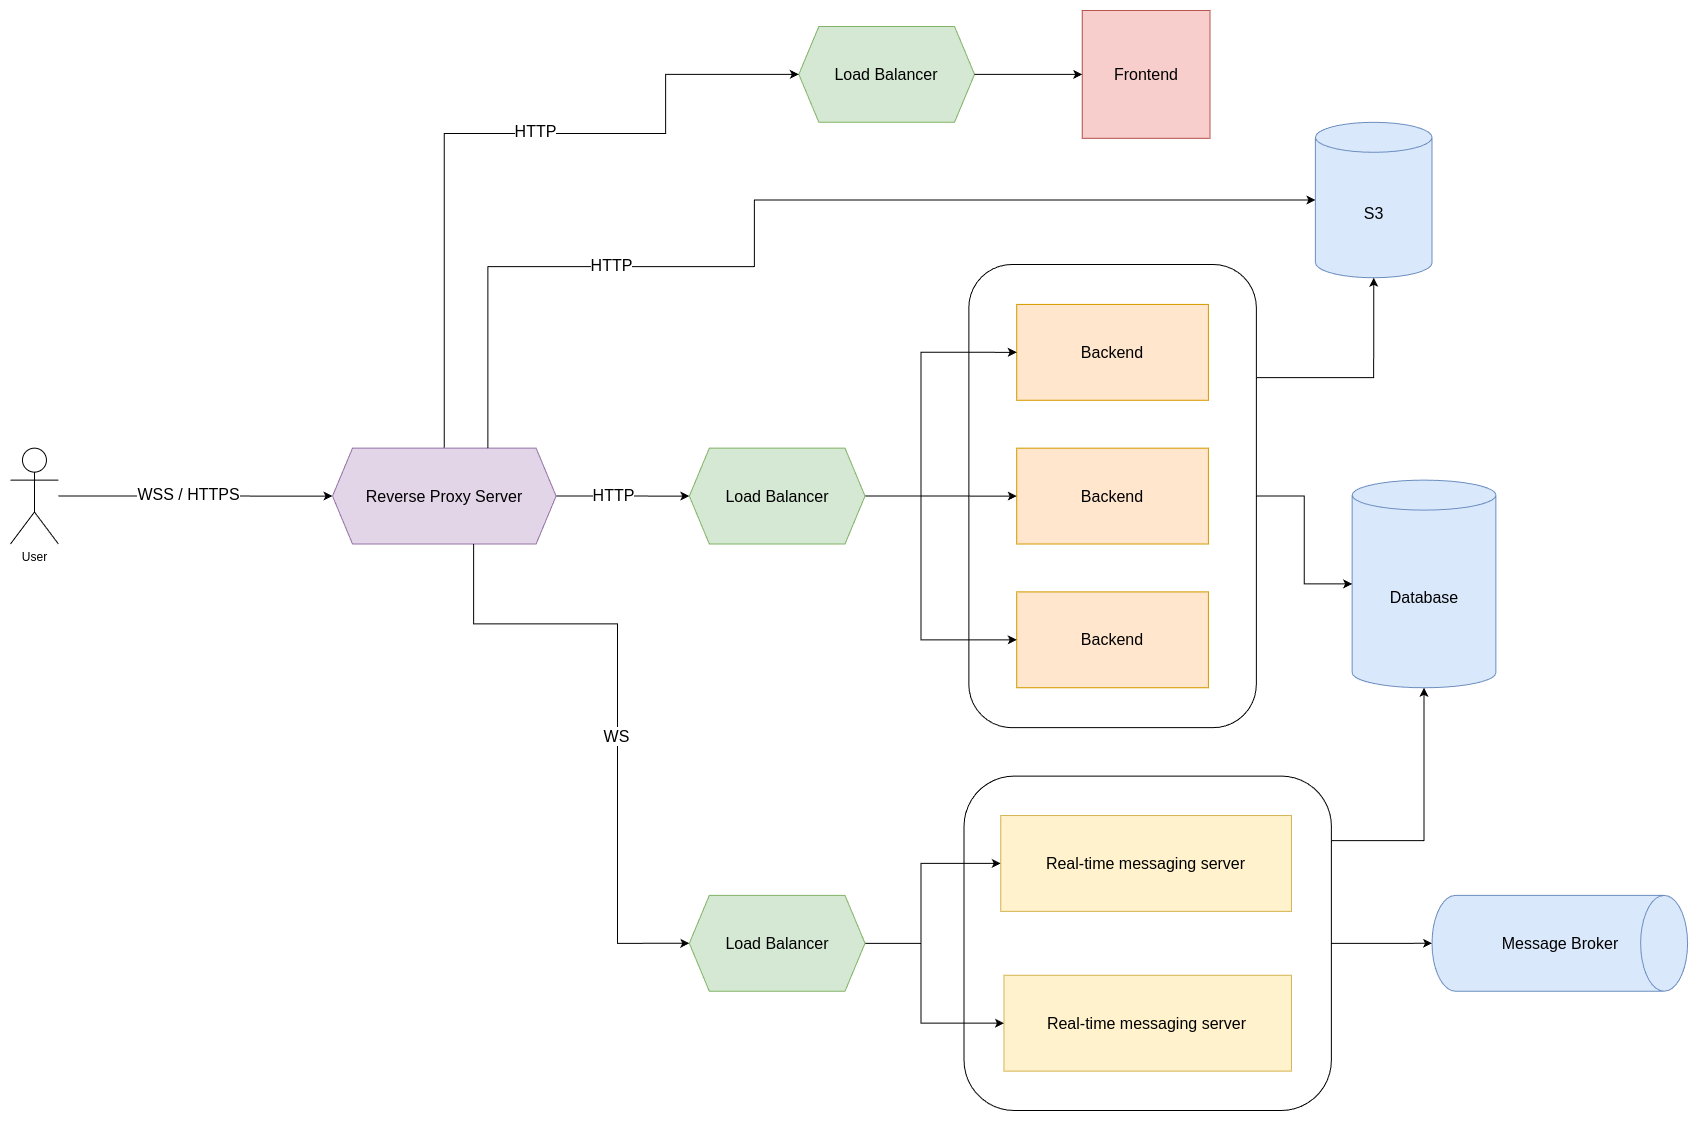 Load Balancer
Frontend
HTTP
S3
HTTP
Backend
User
WSS / HTTPS
Reverse Proxy Server
HTTP
Load Balancer
Backend
Database
Backend
WS
Real-time messaging server
Load Balancer
Message Broker
Real-time messaging server